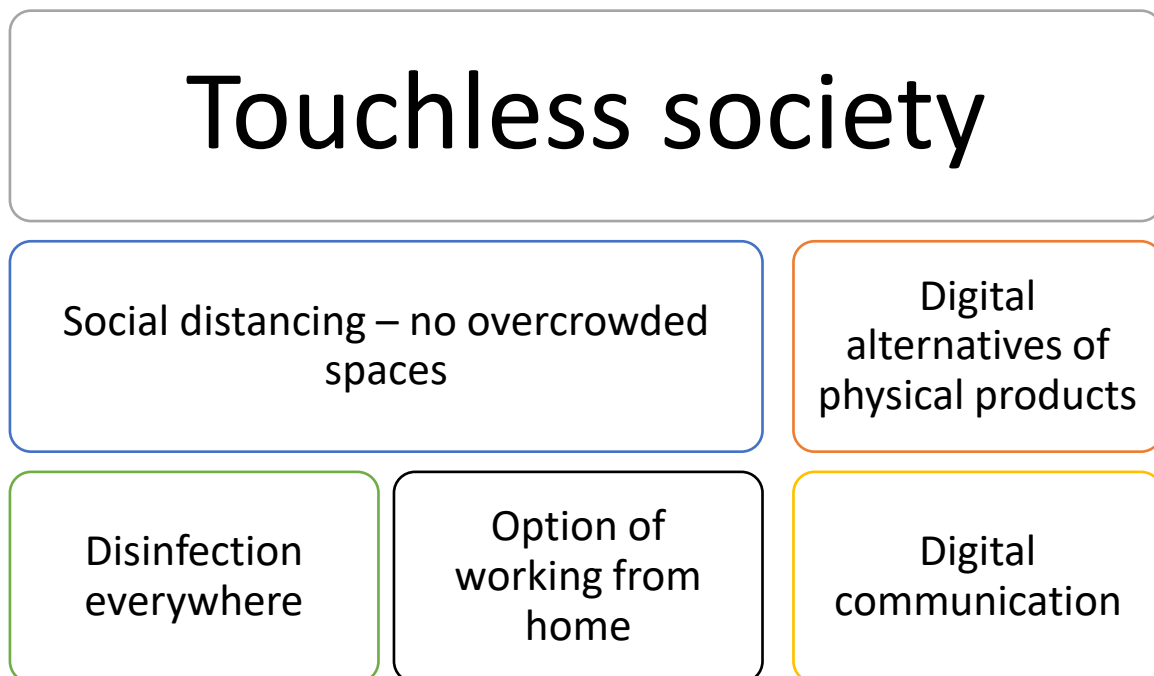 Touchless society
Social distancing – no overcrowded
spaces
Digital
alternatives of
physical products
Disinfection
everywhere
Option of
working from
home
Digital
communication